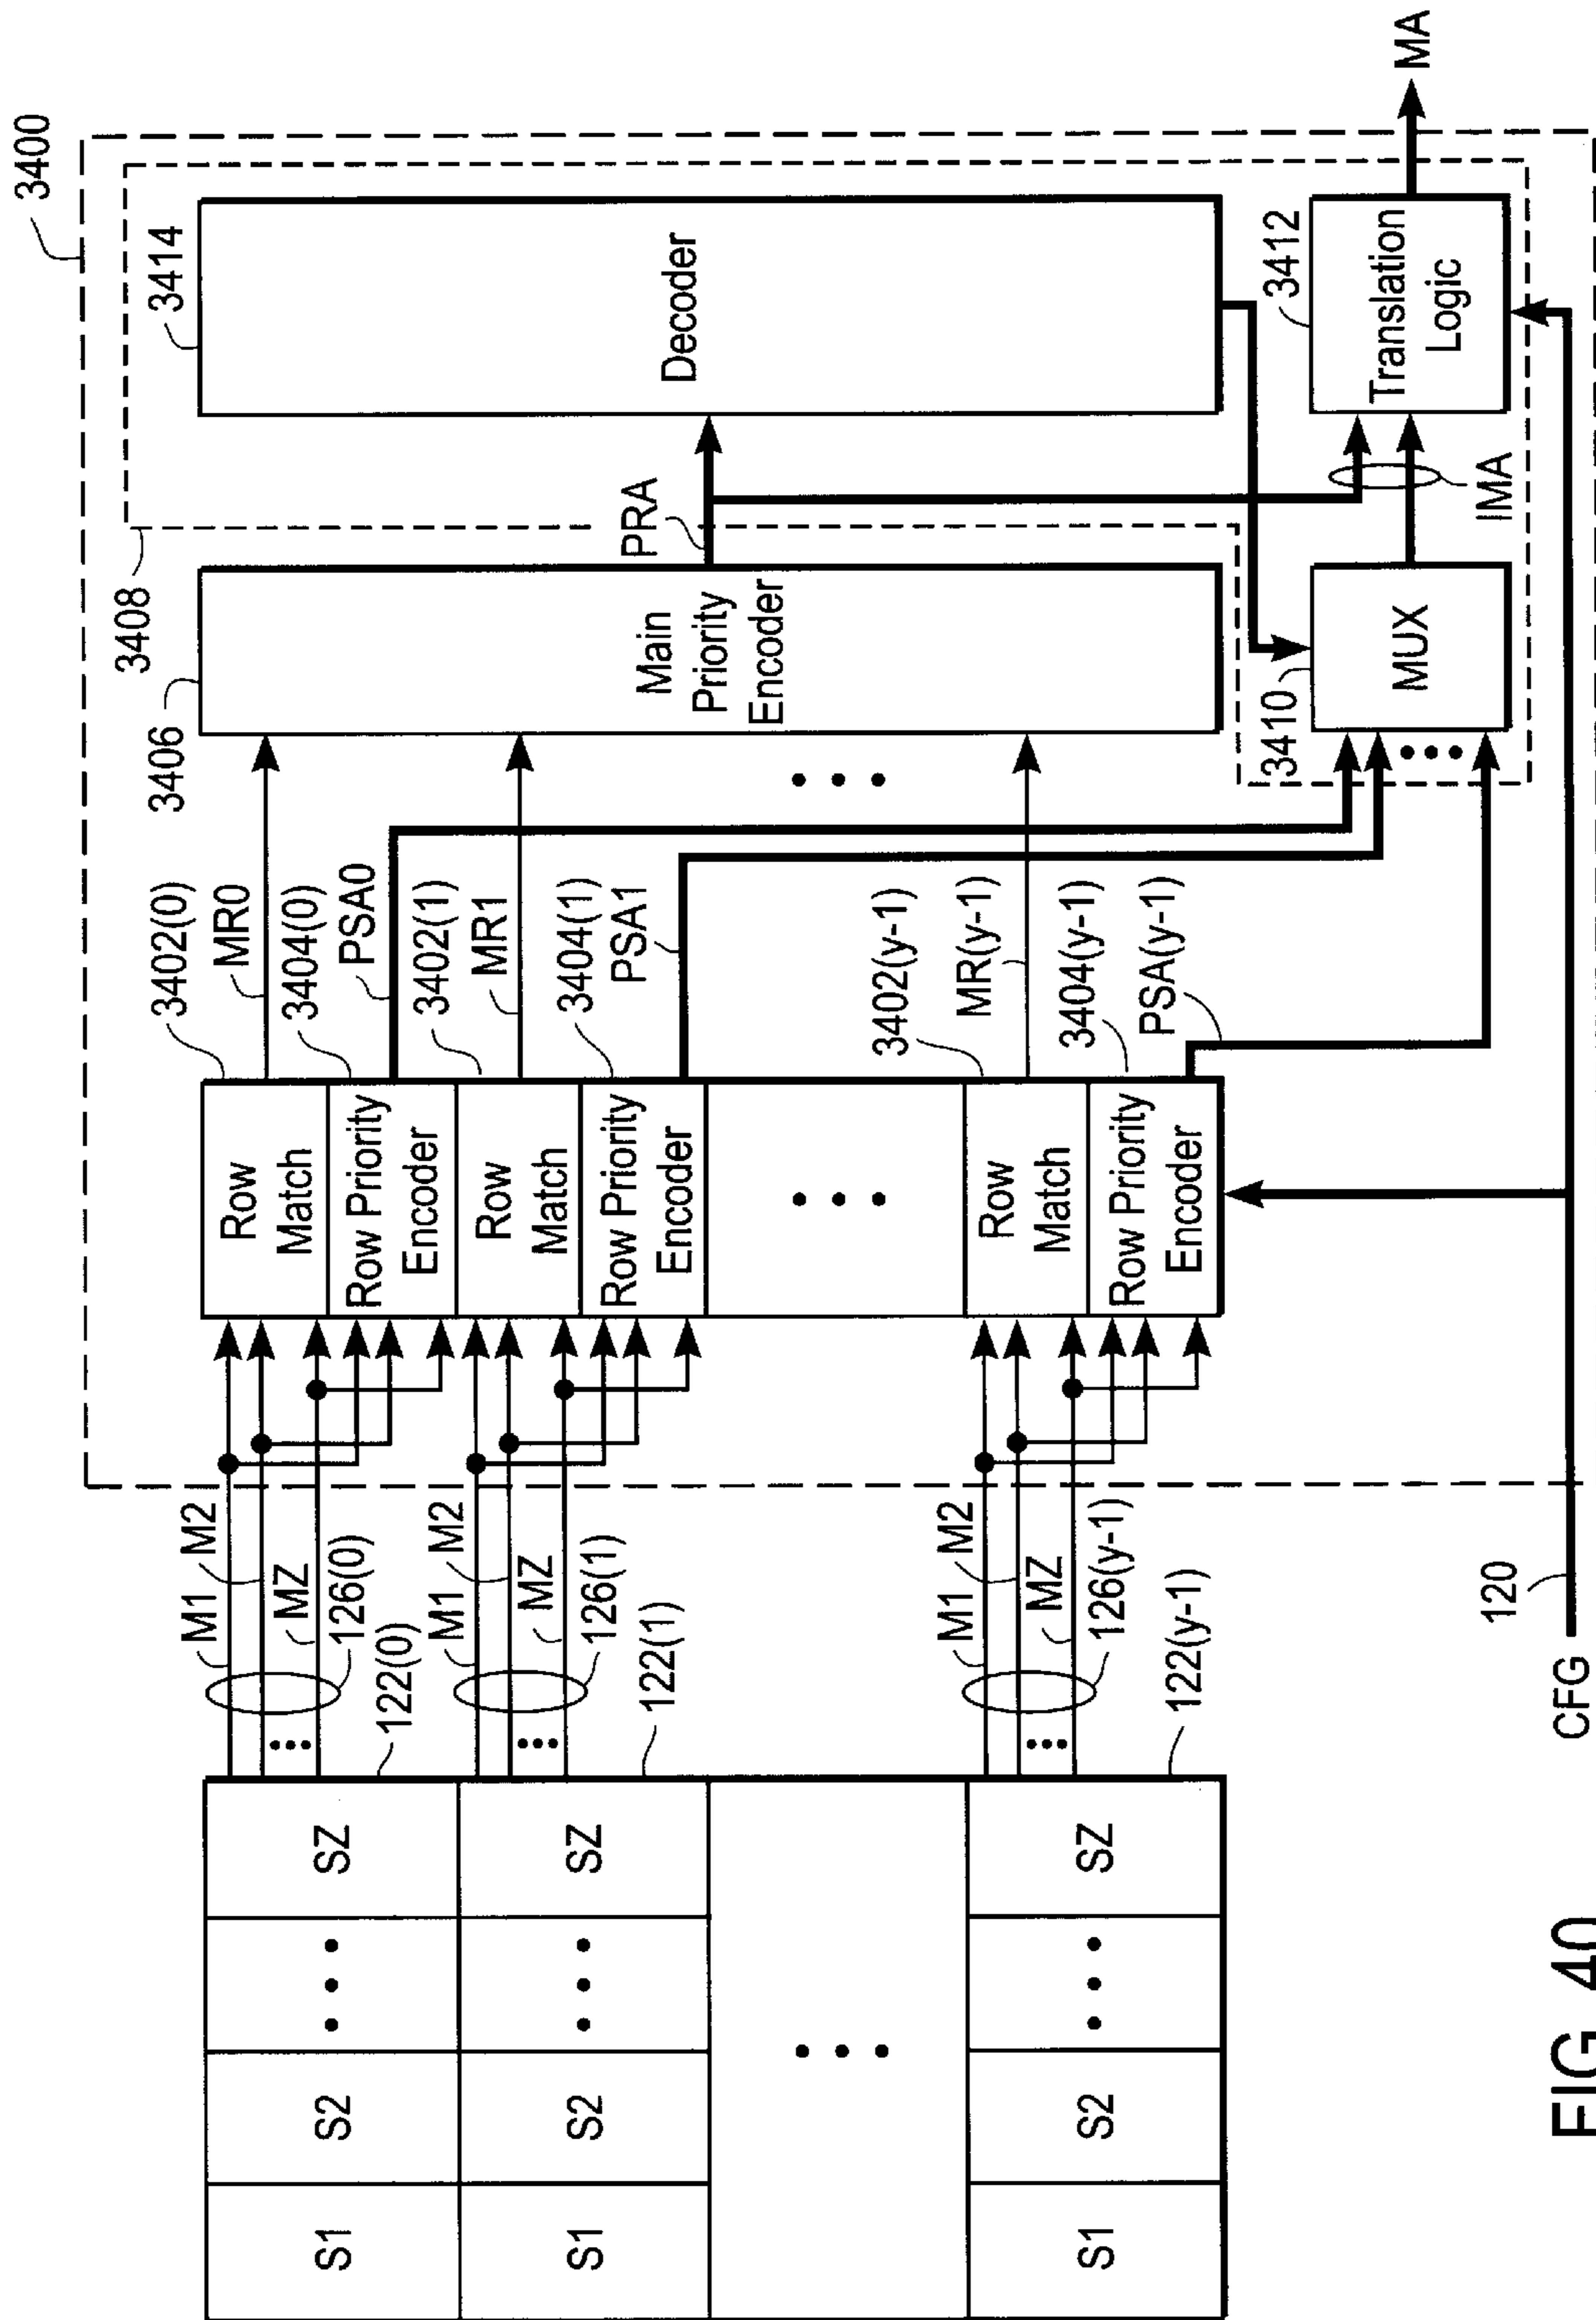 3400
3408
3414
Decoder
3406
Main
Priority
Encoder
PRA
3410
MUX
IMA
3412
Translation
Logic
MA
3402(0)
MR0
3404(0)
PSA0
3402(1)
MR1
3404(1)
PSA1
3402(y-1)
MR(y-1)
3404(y-1)
PSA(y-1)
Row
Match
Row Priority
Encoder
Row
Match
Row Priority
Encoder
Row
Match
Row Priority
Encoder
M1
M2
MZ
126(0)
122(0)
M1
M2
MZ
126(1)
122(1)
M1
M2
MZ
126(y-1)
122(y-1)
S1
S2
SZ
S1
S2
SZ
S1
S2
SZ
120
CFG
FIG. 40